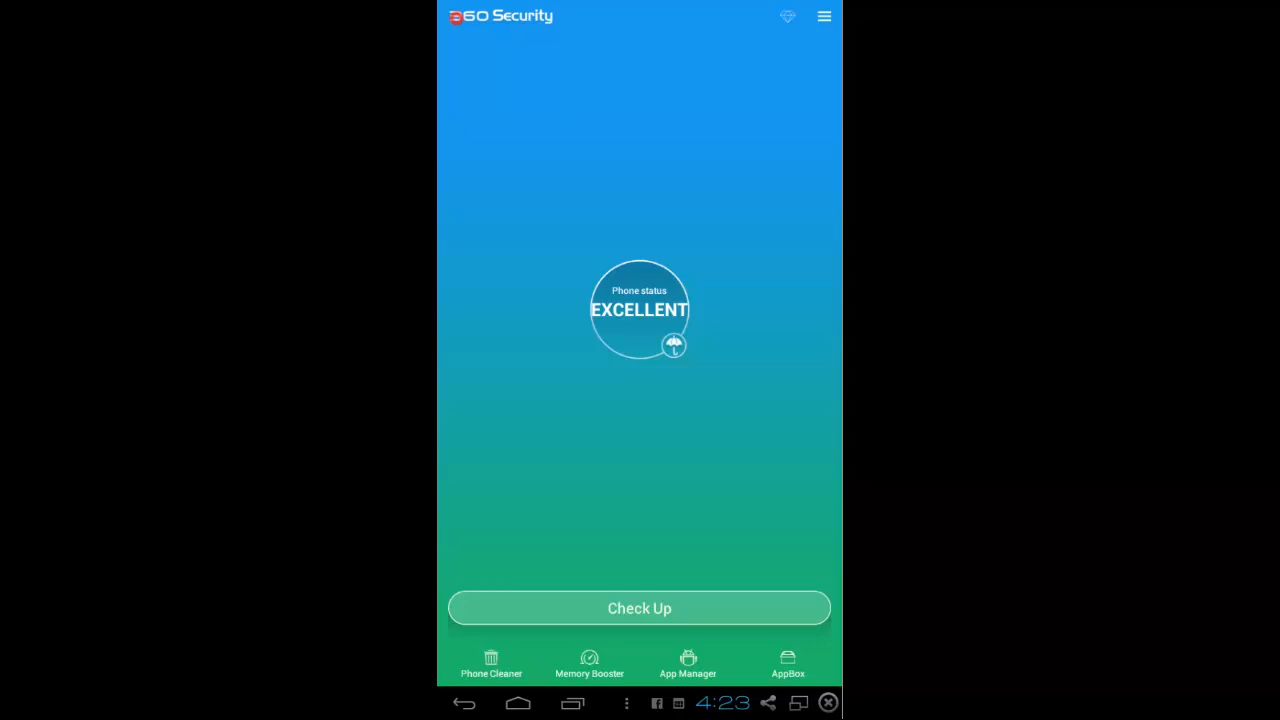 360 Security
Phone status
EXCELLENT
Check Up
Phone Cleaner
Memory Booster
App Manager
AppBox
4:23